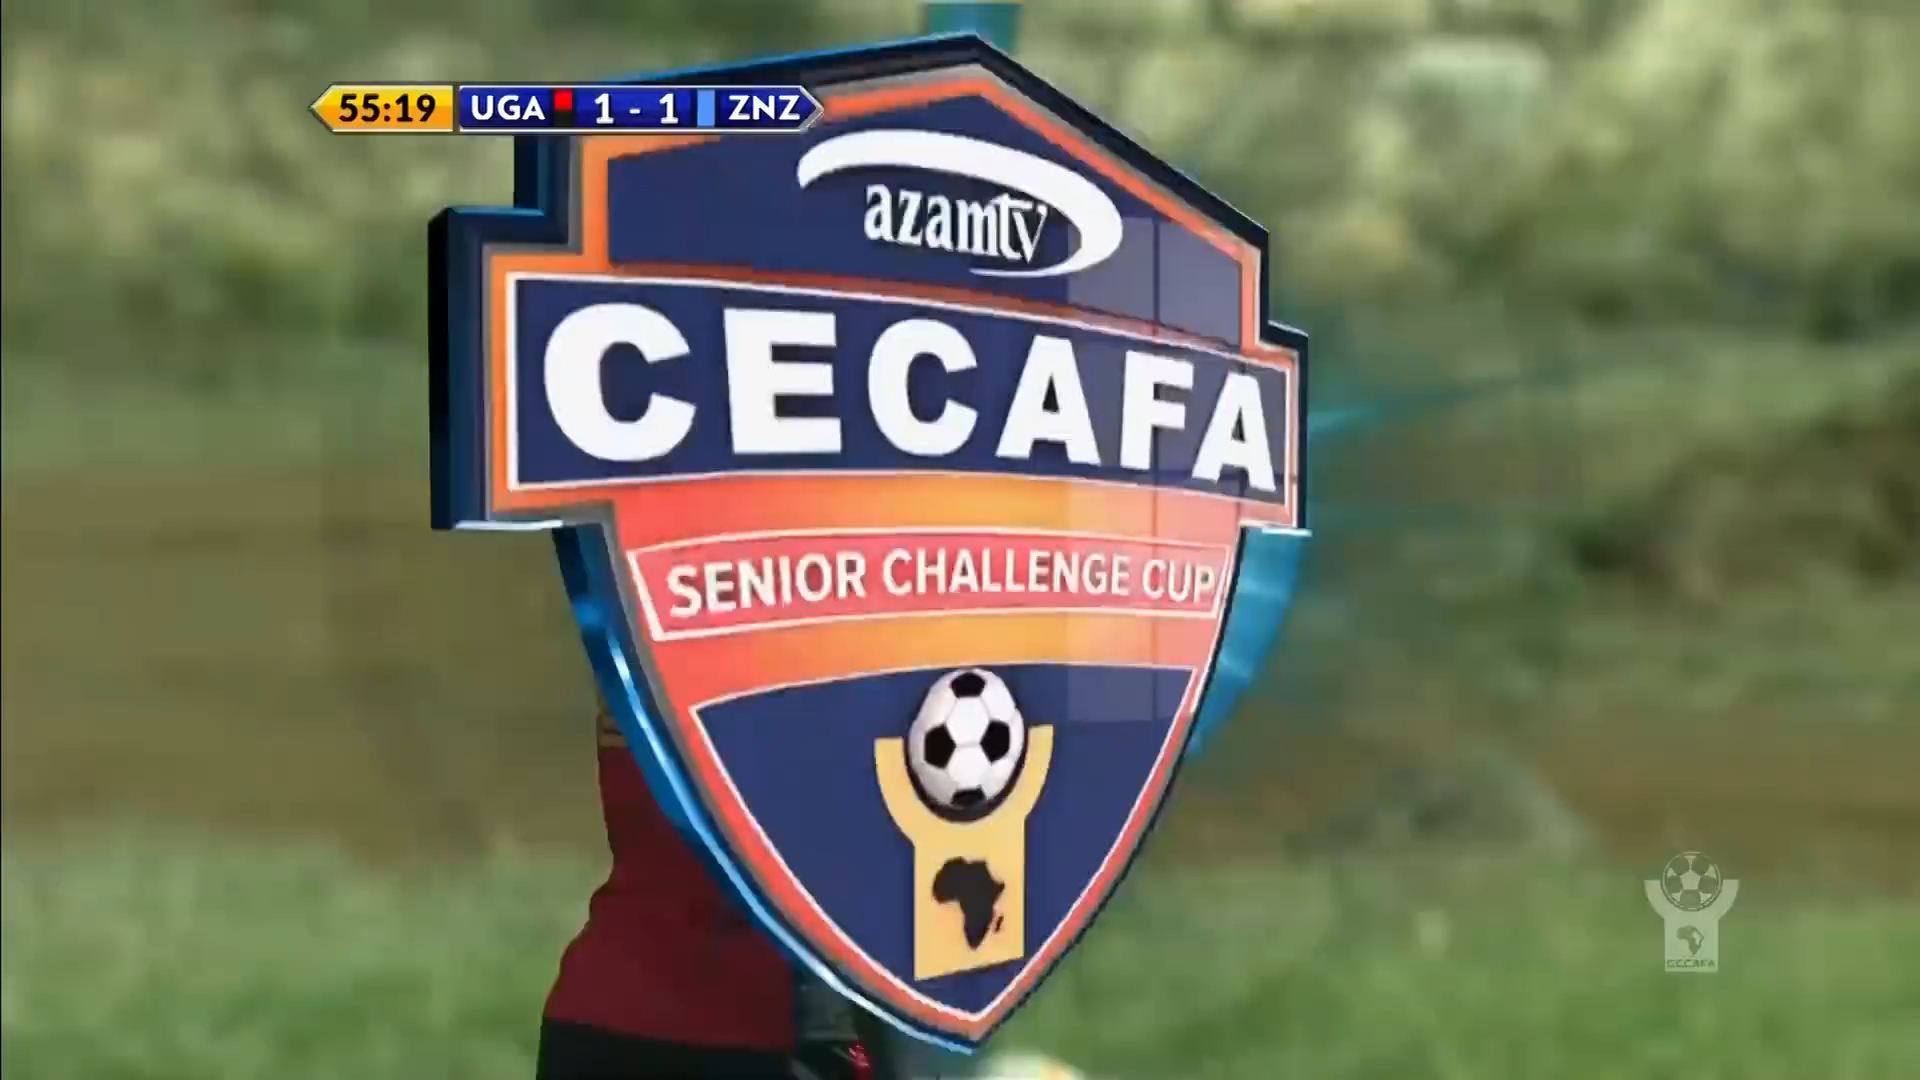 55:19 UGA 1 - 1 ZNZ
azamtv
CECAFA
SENIOR CHALLENGE CUP
CECAFA